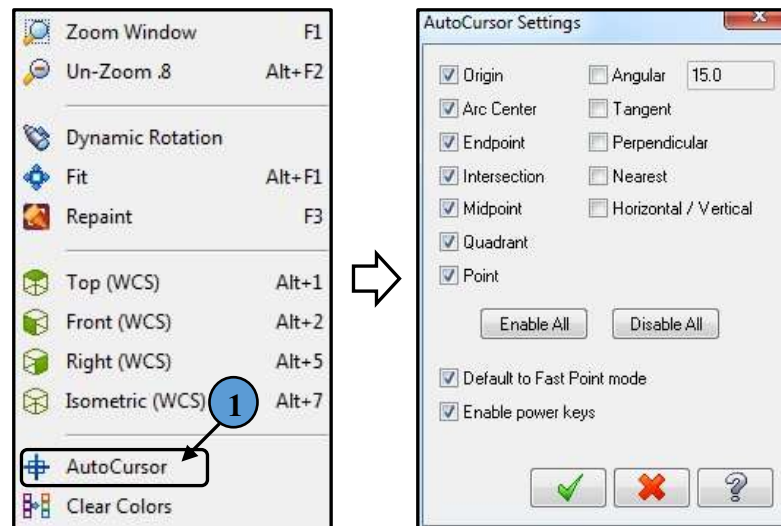 Zoom Window F1
Un-Zoom .8 Alt+F2
Dynamic Rotation
Fit Alt+F1
Repaint F3
Top (WCS) Alt+1
Front (WCS) Alt+2
Right (WCS) Alt+5
Isometric (WCS) Alt+7
1
AutoCursor
Clear Colors
AutoCursor Settings
Origin Angular 15.0
Arc Center Tangent
Endpoint Perpendicular
Intersection Nearest
Midpoint Horizontal / Vertical
Quadrant
Point
Enable All Disable All
Default to Fast Point mode
Enable power keys